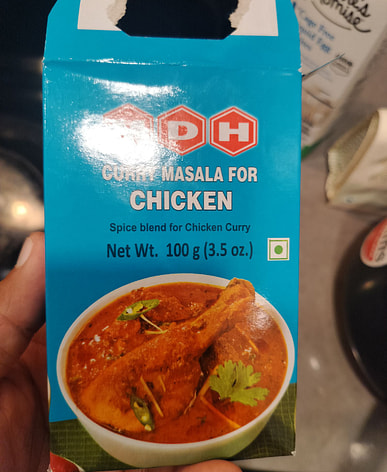 DH
CURRY MASALA FOR
CHICKEN
Spice blend for Chicken Curry
Net Wt. 100 g (3.5 oz.)